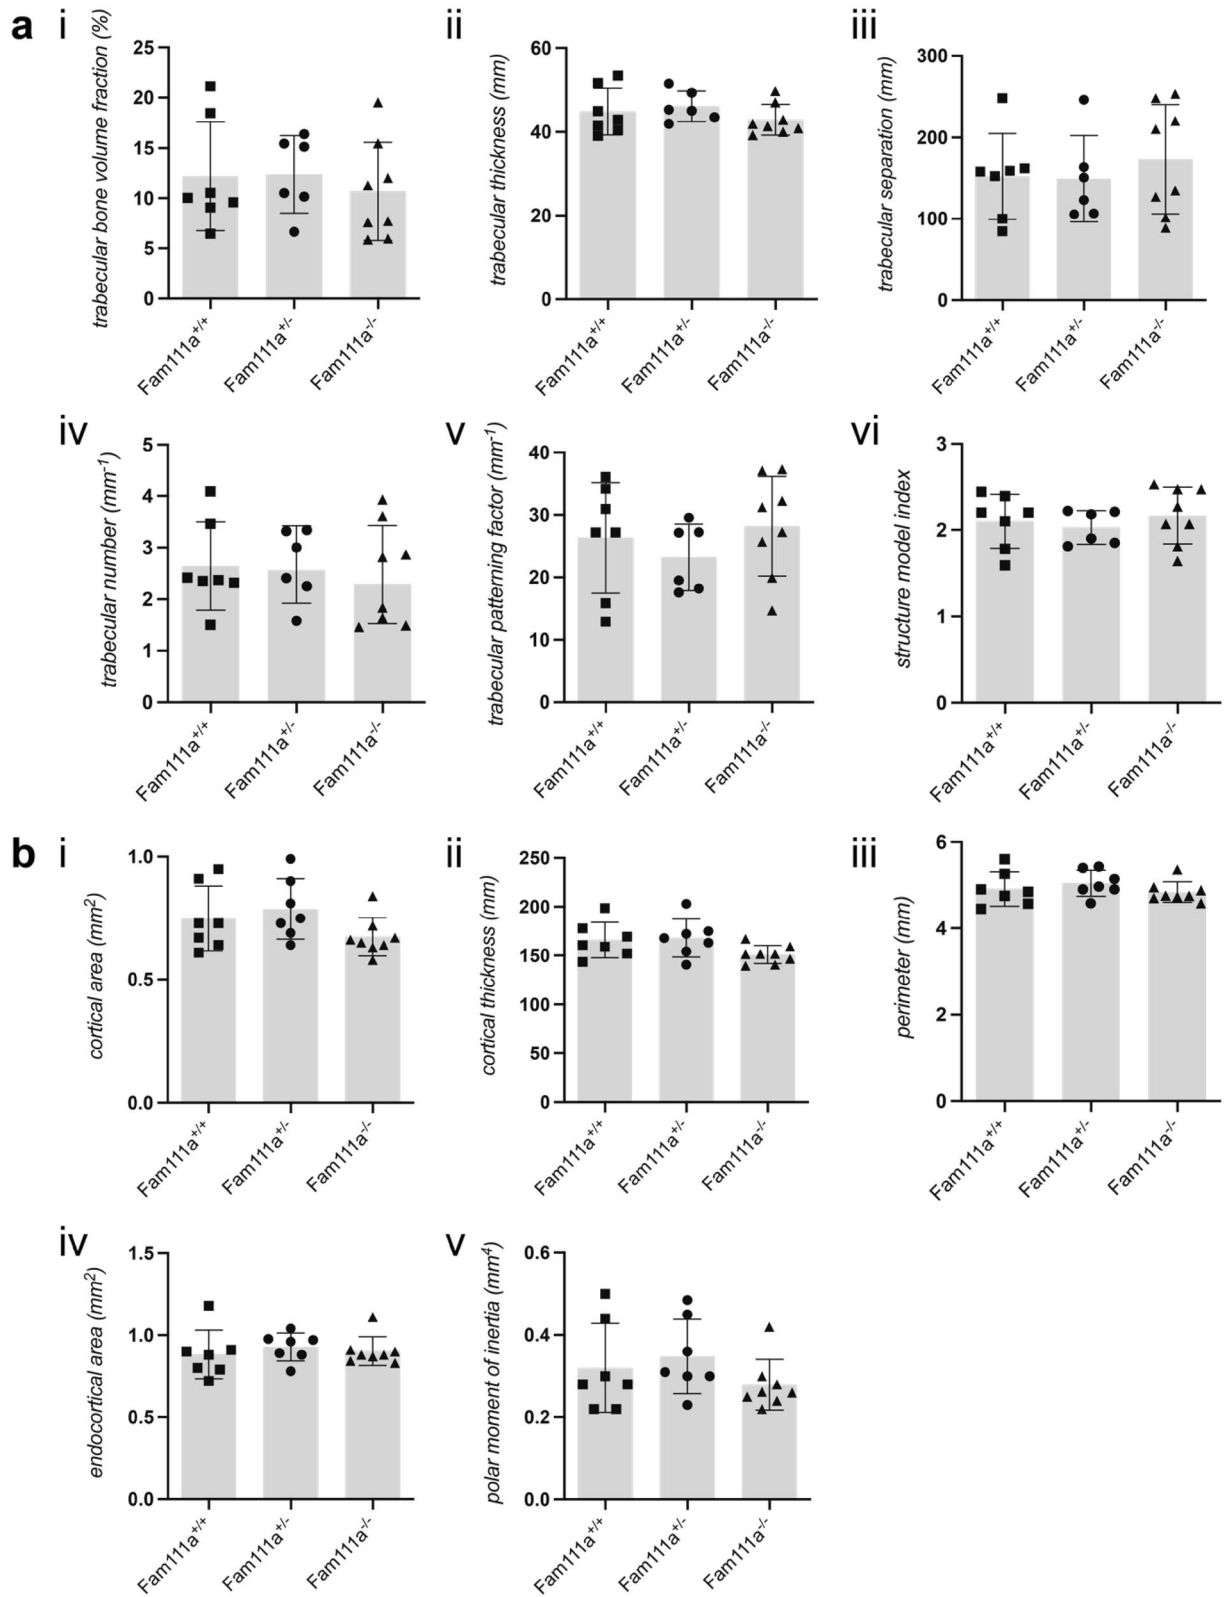 a
i
trabecular bone volume fraction (%)
25
20
15
10
5
0
Fam111a+/+
Fam111a+/-
Fam111a-/-
ii
trabecular thickness (mm)
60
40
20
0
Fam111a+/+
Fam111a+/-
Fam111a-/-
iii
trabecular separation (mm)
300
200
100
0
Fam111a+/+
Fam111a+/-
Fam111a-/-
iv
trabecular number (mm-1)
5
4
3
2
1
0
Fam111a+/+
Fam111a+/-
Fam111a-/-
v
trabecular patterning factor (mm-1)
40
30
20
10
0
Fam111a+/+
Fam111a+/-
Fam111a-/-
vi
structure model index
3
2
1
0
Fam111a+/+
Fam111a+/-
Fam111a-/-
b
i
cortical area (mm2)
1.0
0.5
0.0
Fam111a+/+
Fam111a+/-
Fam111a-/-
ii
cortical thickness (mm)
250
200
150
100
50
0
Fam111a+/+
Fam111a+/-
Fam111a-/-
iii
perimeter (mm)
6
4
2
0
Fam111a+/+
Fam111a+/-
Fam111a-/-
iv
endocortical area (mm2)
1.5
1.0
0.5
0.0
Fam111a+/+
Fam111a+/-
Fam111a-/-
v
polar moment of inertia (mm4)
0.6
0.4
0.2
0.0
Fam111a+/+
Fam111a+/-
Fam111a-/-